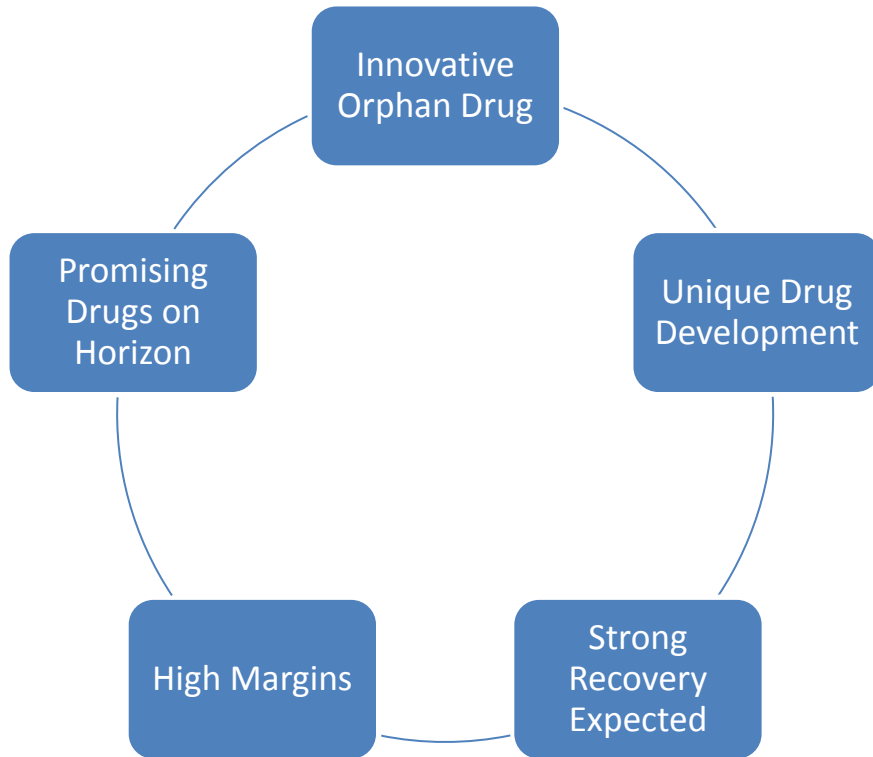 Innovative
Orphan Drug
Unique Drug
Development
Strong
Recovery
Expected
High Margins
Promising
Drugs on
Horizon